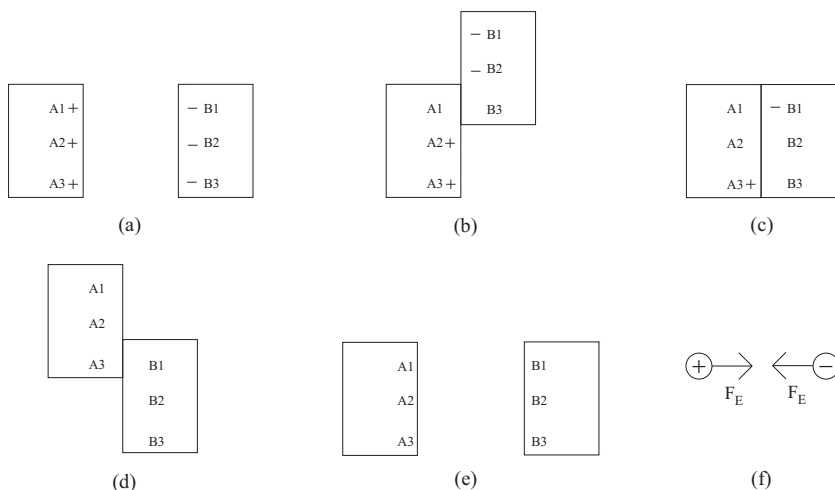 A1+ − B1
A2+ − B2
A3+ − B3
(a)
− B1
− B2
A1 B3
A2+
A3+
(b)
A1 − B1
A2 B2
A3+ B3
(c)
A1
A2
A3 B1
B2
B3
(d)
A1 B1
A2 B2
A3 B3
(e)
+ −
F_E F_E
(f)